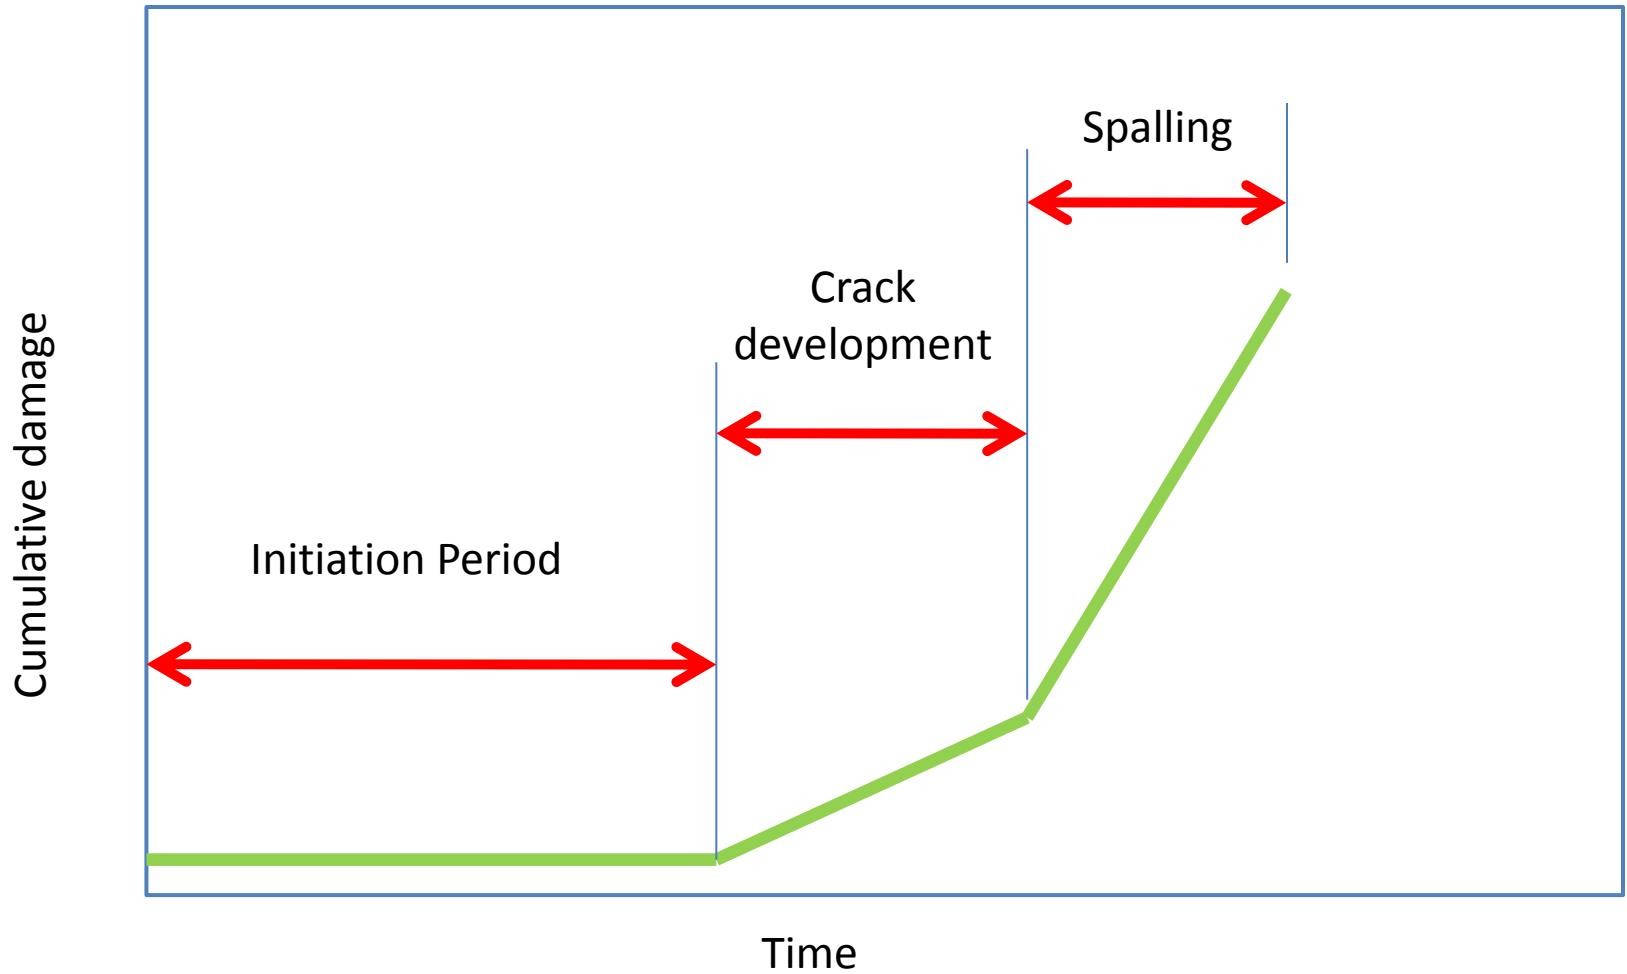 Spalling
Crack
development
Initiation Period
Cumulative damage
Time